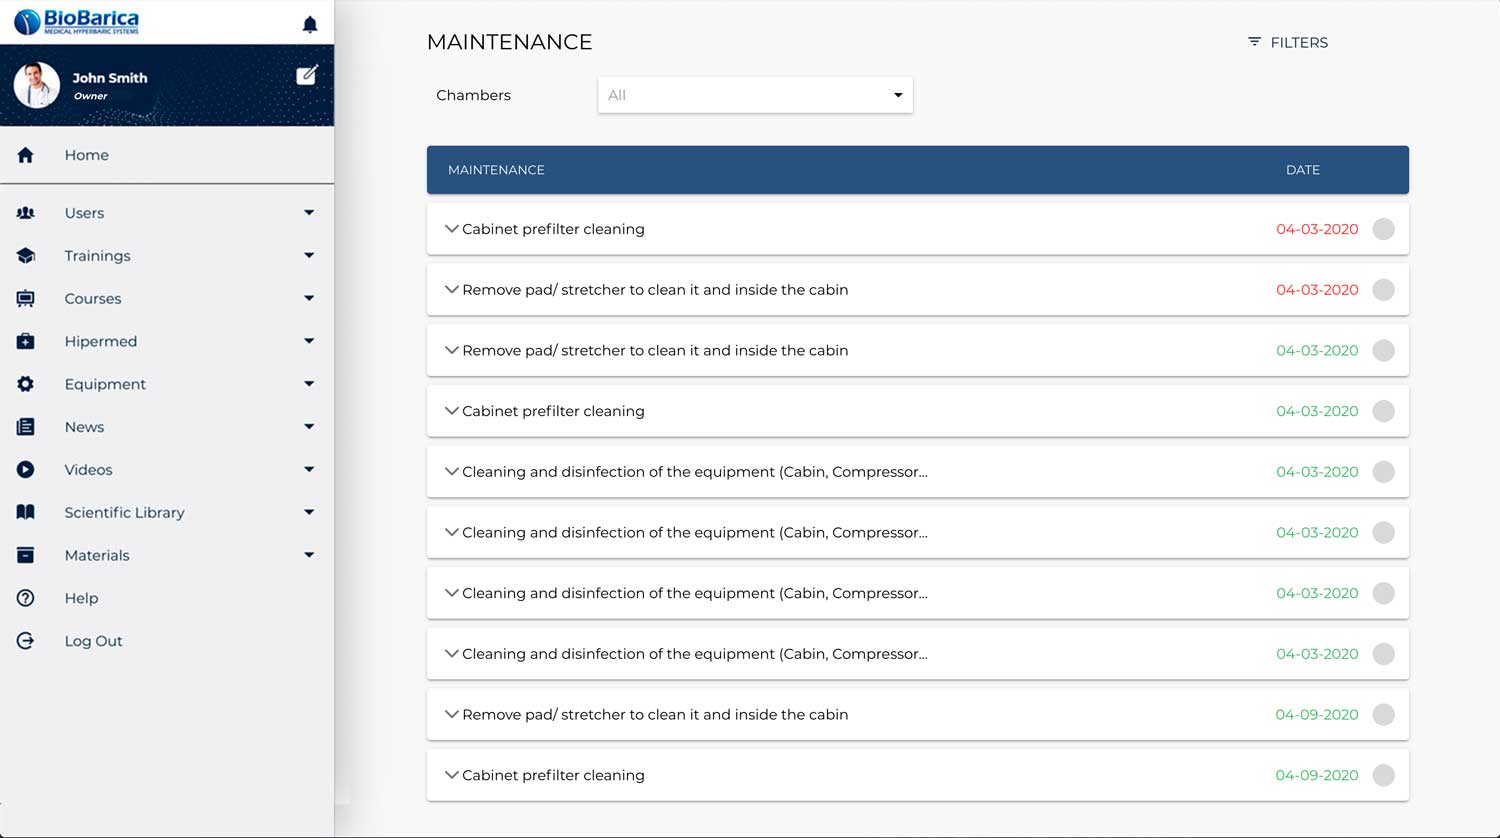 BioBarica
MEDICAL HYPERBARIC SYSTEMS
John Smith
Owner
Home
Users
Trainings
Courses
Hipermed
Equipment
News
Videos
Scientific Library
Materials
Help
Log Out
MAINTENANCE
FILTERS
Chambers All
MAINTENANCE DATE
Cabinet prefilter cleaning 04-03-2020
Remove pad/ stretcher to clean it and inside the cabin 04-03-2020
Remove pad/ stretcher to clean it and inside the cabin 04-03-2020
Cabinet prefilter cleaning 04-03-2020
Cleaning and disinfection of the equipment (Cabin, Compressor... 04-03-2020
Cleaning and disinfection of the equipment (Cabin, Compressor... 04-03-2020
Cleaning and disinfection of the equipment (Cabin, Compressor... 04-03-2020
Cleaning and disinfection of the equipment (Cabin, Compressor... 04-03-2020
Remove pad/ stretcher to clean it and inside the cabin 04-09-2020
Cabinet prefilter cleaning 04-09-2020